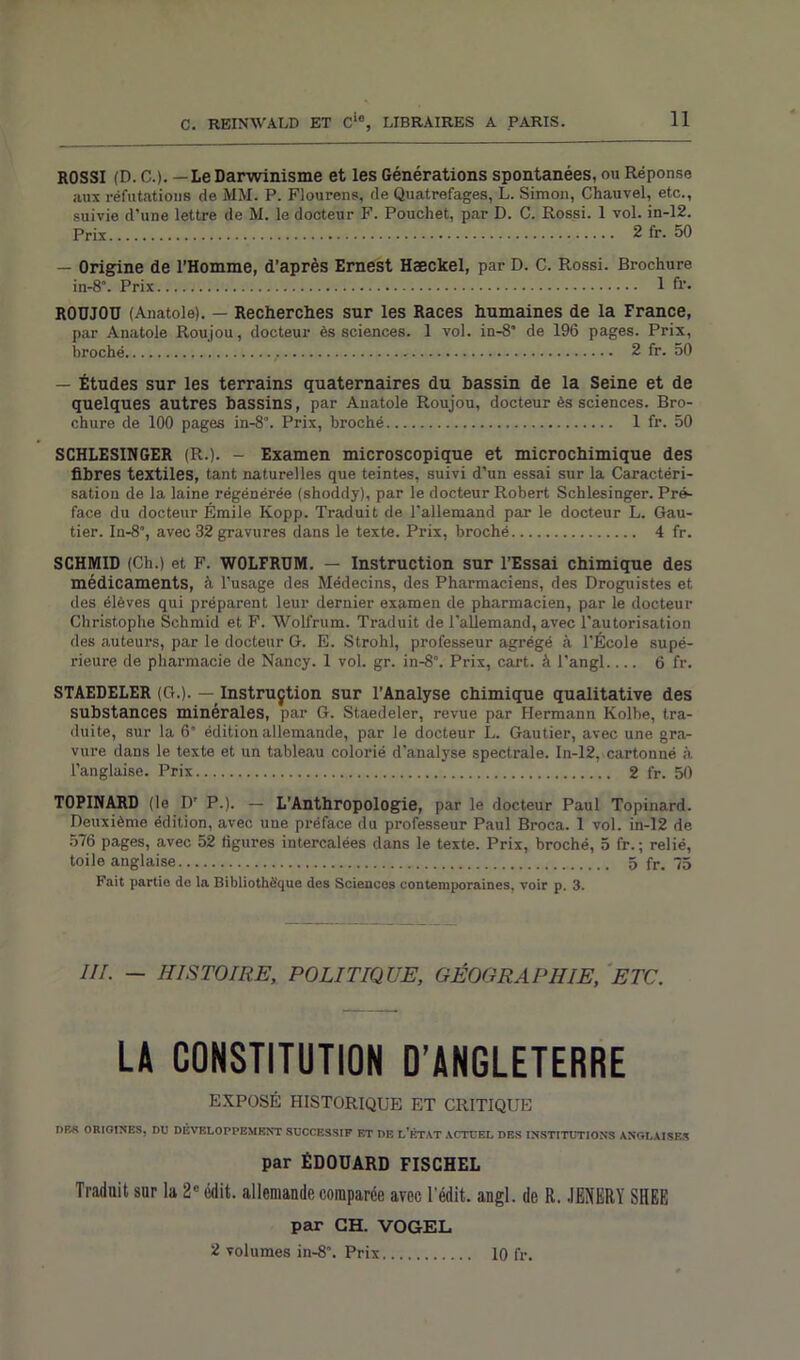 C. REINWALD ET Cie, LIBRAIRES A PARIS. 11
ROSSI (D. C.). — Le Darwinisme et les Générations spontanées, ou Réponse
aux réfutations de MM. P. Flourens, de Quatrefages, L. Simon, Chauvel, etc.,
suivie d'une lettre de M. le docteur F. Pouchet, par D. C. Rossi. 1 vol. in-12.
Prix........ 2 fr. 50
— Origine de l'Homme, d'après Ernest Hæckel, par D. C. Rossi. Brochure
in-8°. Prix........ 1 fr.
ROUJOU (Anatole). — Recherches sur les Races humaines de la France,
par Anatole Roujou, docteur ès sciences. 1 vol. in-8° de 196 pages. Prix,
broché........ 2 fr. 50
— Études sur les terrains quaternaires du bassin de la Seine et de
quelques autres bassins, par Anatole Roujou, docteur ès sciences. Bro-
chure de 100 pages in-8°. Prix, broché........ 1 fr. 50
SCHLESINGER (R.). — Examen microscopique et microchimique des
fibres textiles, tant naturelles que teintes, suivi d'un essai sur la Caractéri-
sation de la laine régénérée (shoddy), par le docteur Robert Schlesinger. Pré-
face du docteur Émile Kopp. Traduit de l'allemand par le docteur L. Gau-
tier. In-8°, avec 32 gravures dans le texte. Prix, broché........ 4 fr.
SCHMID (Ch.) et F. WOLFRUM. — Instruction sur l'Essai chimique des
médicaments, à l'usage des Médecins, des Pharmaciens, des Droguistes et
des élèves qui préparent leur dernier examen de pharmacien, par le docteur
Christophe Schmid et F. Wolfrum. Traduit de l'allemand, avec l'autorisation
des auteurs, par le docteur G. E. Strohl, professeur agrégé à l'École supé-
rieure de pharmacie de Nancy. 1 vol. gr. in-8°. Prix, cart. à l'angl.... 6 fr.
STAEDELER (G.). — Instruction sur l'Analyse chimique qualitative des
substances minérales, par G. Staedeler, revue par Hermann Kolbe, tra-
duite, sur la 6e édition allemande, par le docteur L. Gautier, avec une gra-
vure dans le texte et un tableau colorié d'analyse spectrale. In-12, cartonné à
l'anglaise. Prix........ 2 fr. 50
TOPINARD (le Dr P.). — L'Anthropologie, par le docteur Paul Topinard.
Deuxième édition, avec une préface du professeur Paul Broca. 1 vol. in-12 de
576 pages, avec 52 figures intercalées dans le texte. Prix, broché, 5 fr.; relié,
toile anglaise........ 5 fr. 75
Fait partie de la Bibliothèque des Sciences contemporaines, voir p. 3.
III. — HISTOIRE, POLITIQUE, GÉOGRAPHIE, ETC.
LA CONSTITUTION D'ANGLETERRE
EXPOSÉ HISTORIQUE ET CRITIQUE
DES ORIGINES, DU DÉVELOPPEMENT SUCCESSIF ET DE L'ÉTAT ACTUEL DES INSTITUTIONS ANGLAISES
par ÉDOUARD FISCHEL
Traduit sur la 2e édit. allemande comparée avec l'édit. angl. de R. JENERY SHEE
par CH. VOGEL
2 volumes in-8°. Prix........ 10 fr.